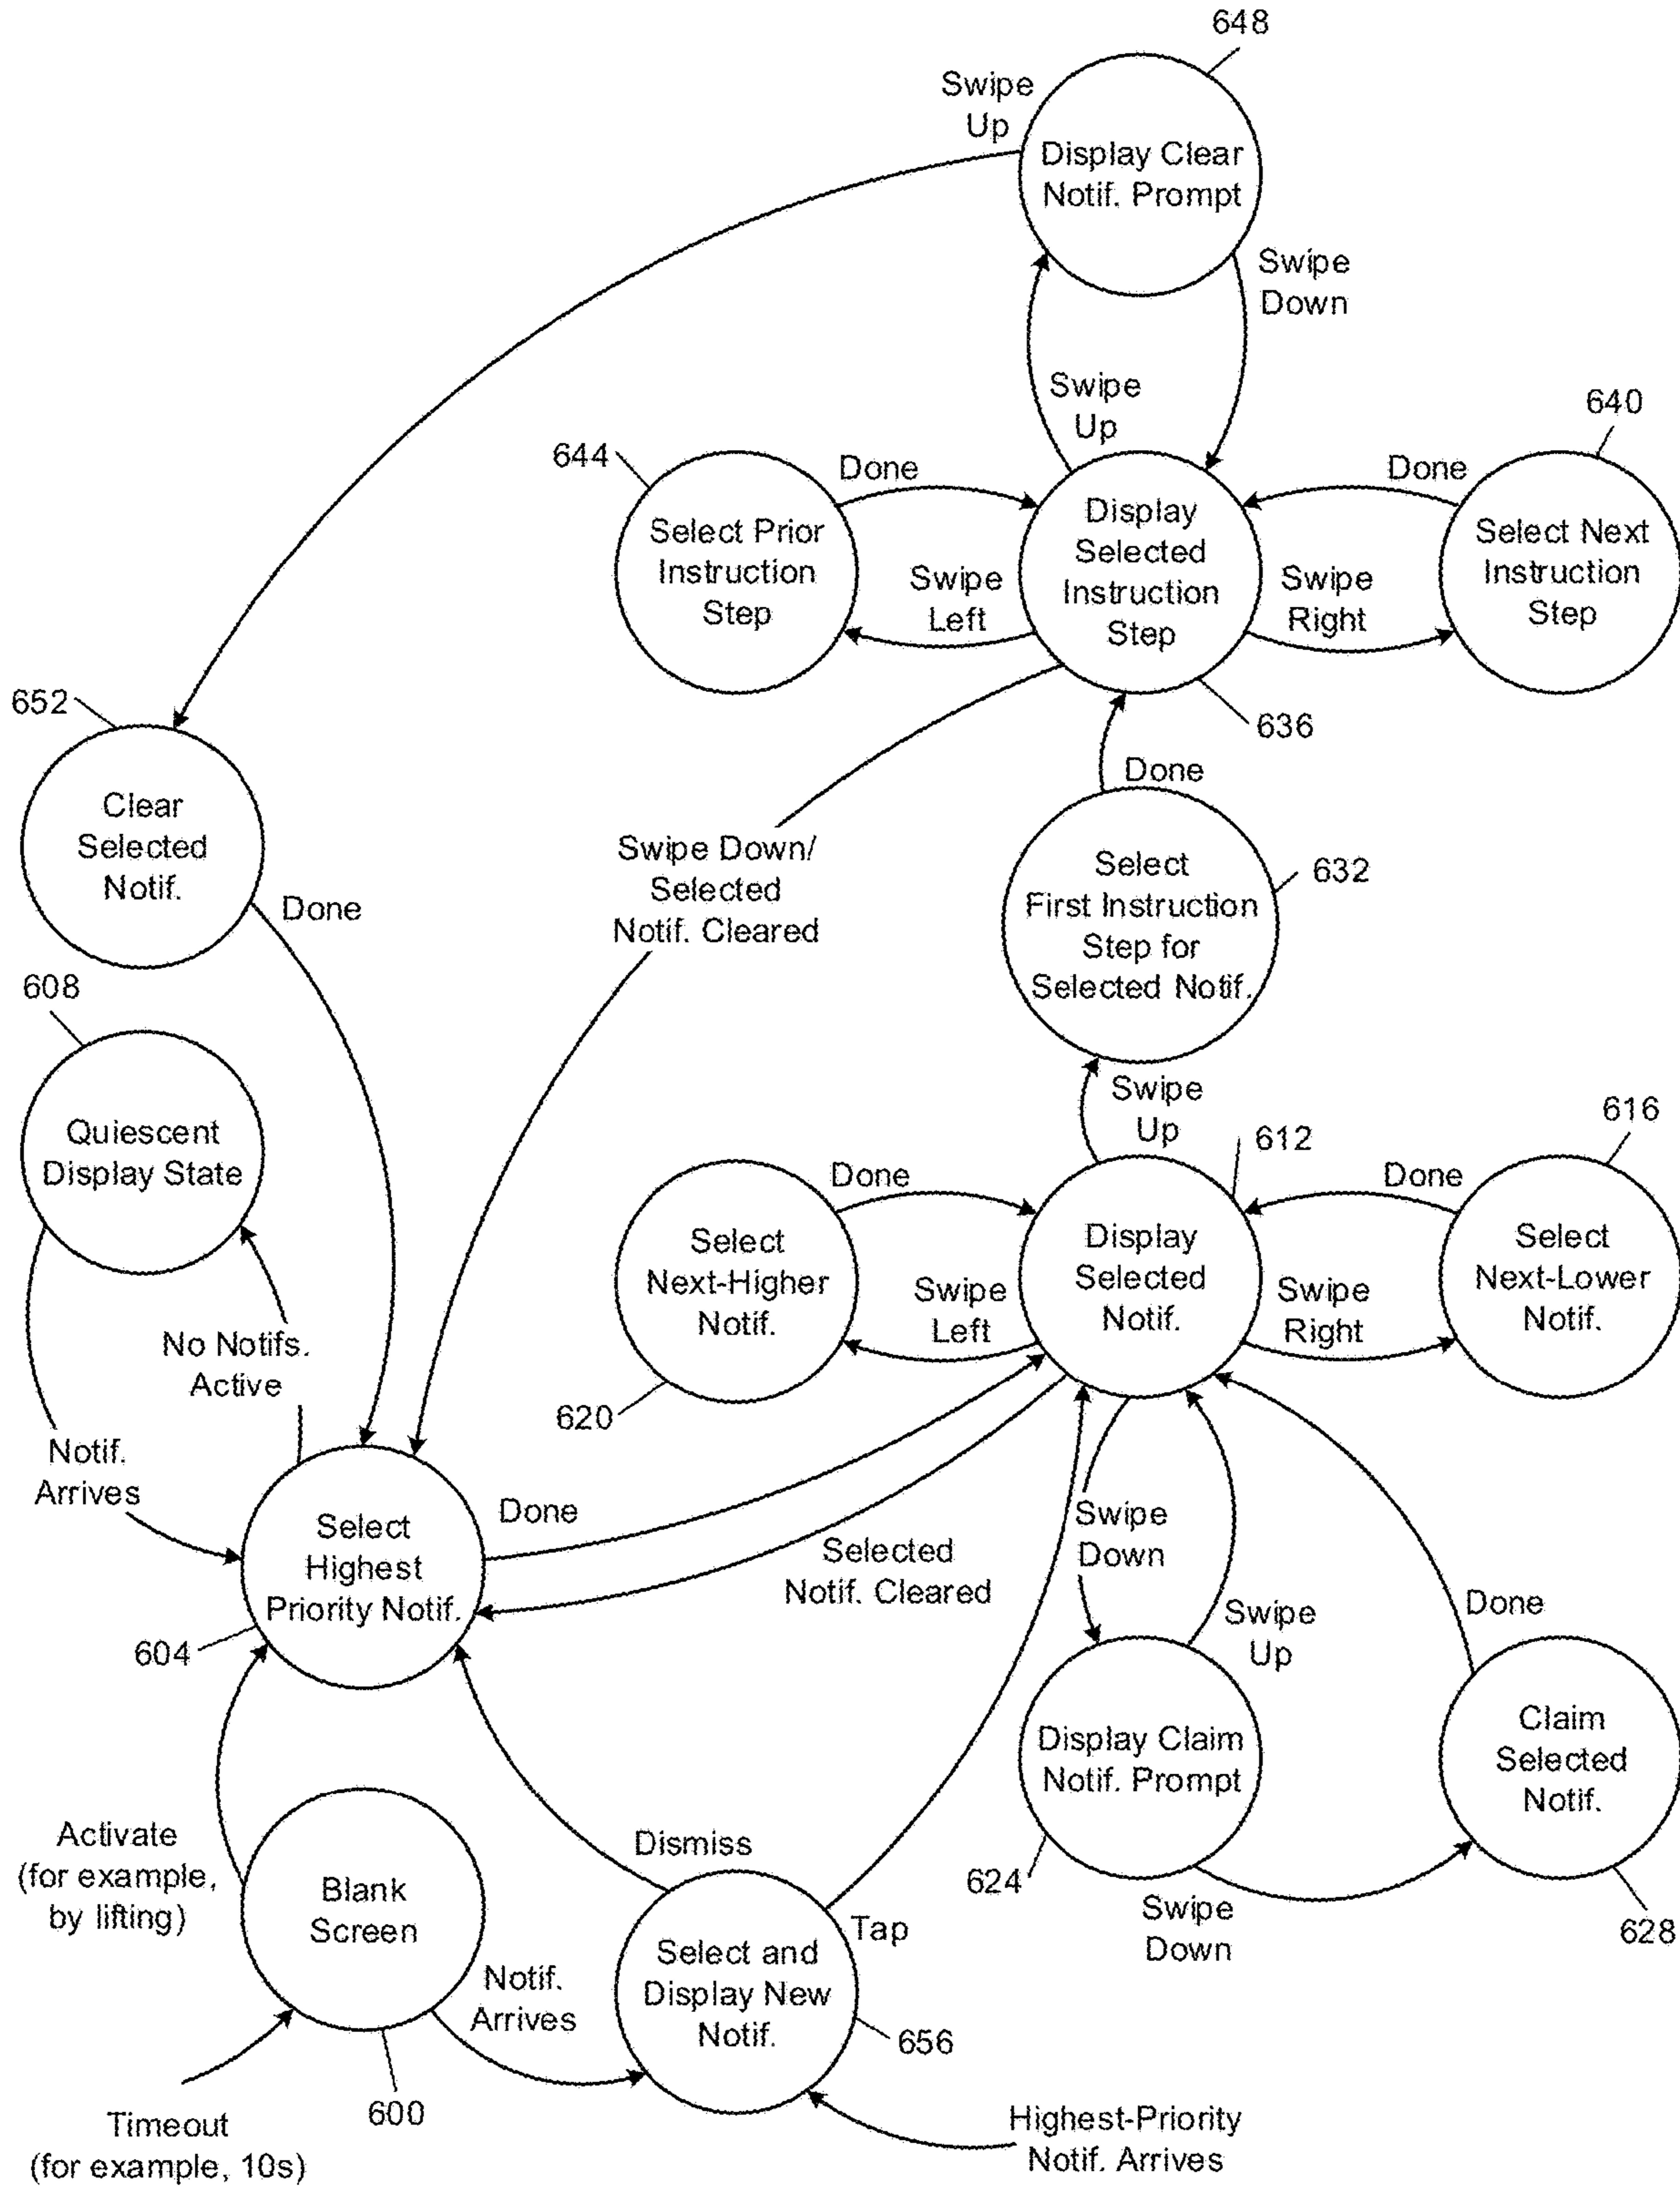 648
Swipe
Up
Display Clear
Notif. Prompt
Swipe
Down
Swipe
Up
640
644
Done
Done
Select Prior
Instruction
Step
Swipe
Left
Display
Selected
Instruction
Step
Swipe
Right
Select Next
Instruction
Step
652
636
Done
Clear
Selected
Notif.
Done
Swipe Down/
Selected
Notif. Cleared
Select
First Instruction
Step for
Selected Notif.
632
608
Quiescent
Display State
Swipe
Up
612
616
Done
Done
Select
Next-Higher
Notif.
Swipe
Left
Display
Selected
Notif.
Swipe
Right
Select
Next-Lower
Notif.
No Notifs.
Active
620
Notif.
Arrives
Select
Highest
Priority Notif.
Done
Selected
Notif. Cleared
Swipe
Down
Swipe
Up
Done
604
Display Claim
Notif. Prompt
Claim
Selected
Notif.
Activate
(for example,
by lifting)
Blank
Screen
Dismiss
Tap
624
Swipe
Down
628
Notif.
Arrives
Select and
Display New
Notif.
656
600
Timeout
(for example, 10s)
Highest-Priority
Notif. Arrives